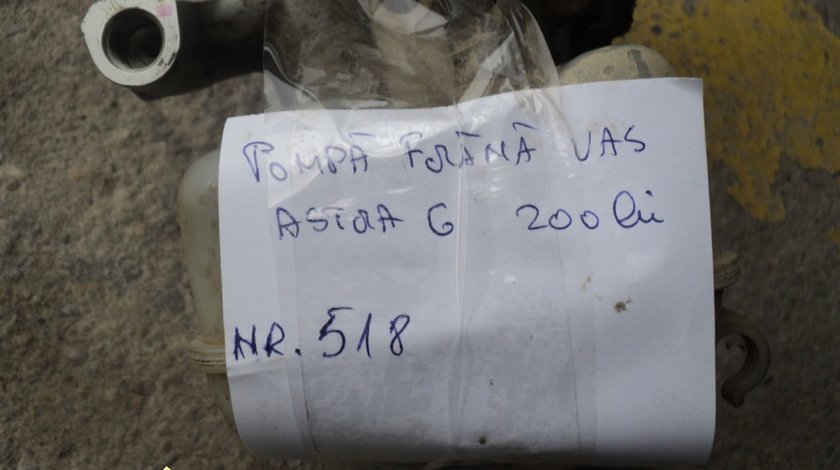 POMPĂ FRÂNĂ VAS
ASTRA G 200 lei
NR. 518